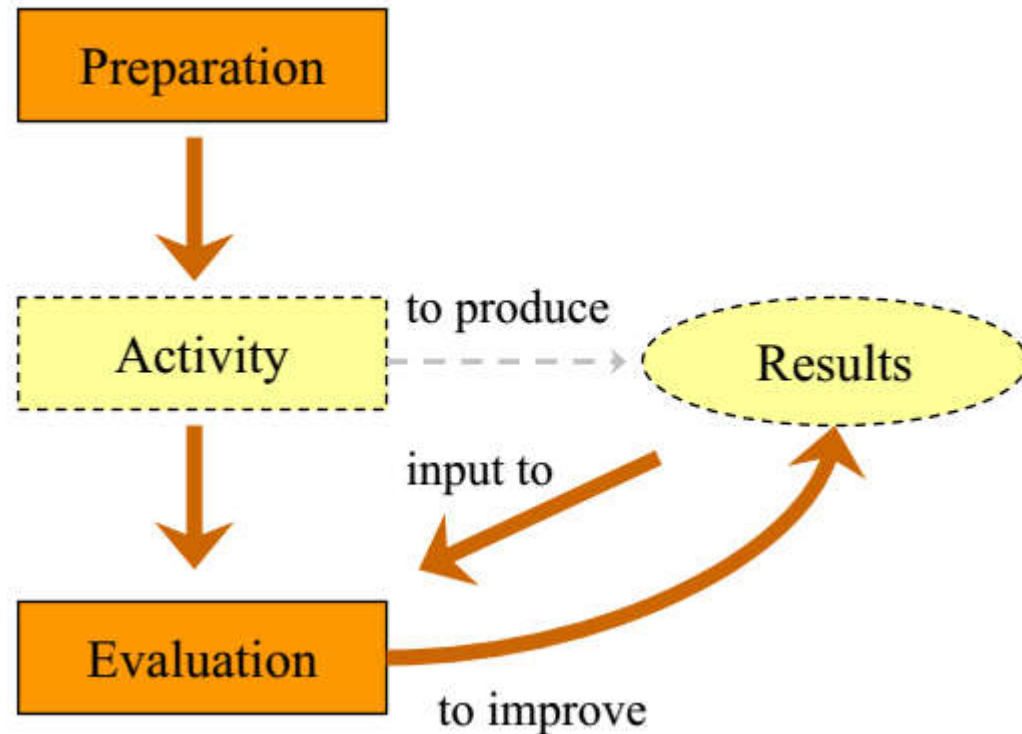 Preparation
to produce
Activity
Results
input to
Evaluation
to improve